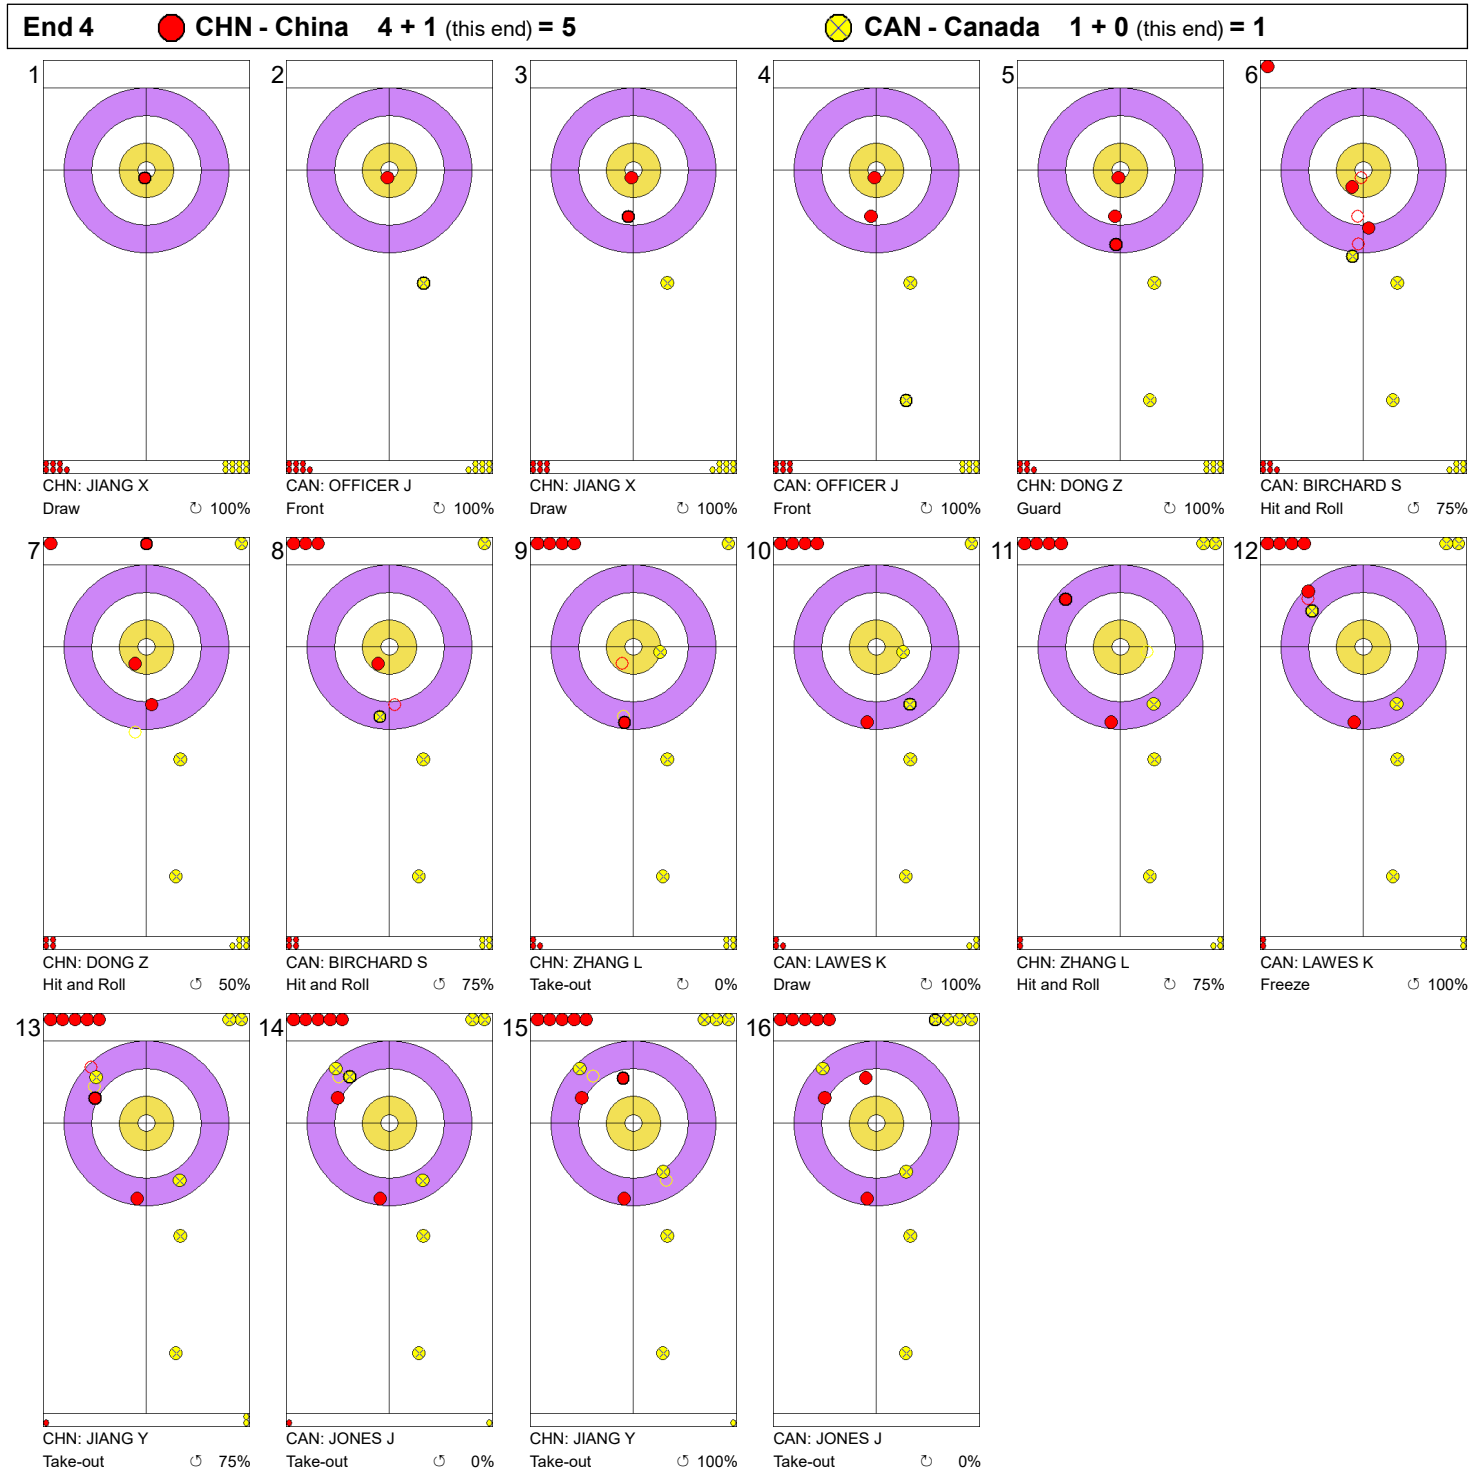 End 4 CHN - China 4 + 1 (this end) = 5 CAN - Canada 1 + 0 (this end) = 1
1 2 3 4 5 6
CHN: JIANG X CAN: OFFICER J CHN: JIANG X CAN: OFFICER J CHN: DONG Z CAN: BIRCHARD S
Draw ↻ 100% Front ↻ 100% Draw ↻ 100% Front ↻ 100% Guard ↻ 100% Hit and Roll ↺ 75%
7 8 9 10 11 12
CHN: DONG Z CAN: BIRCHARD S CHN: ZHANG L CAN: LAWES K CHN: ZHANG L CAN: LAWES K
Hit and Roll ↺ 50% Hit and Roll ↺ 75% Take-out ↻ 0% Draw ↻ 100% Hit and Roll ↻ 75% Freeze ↺ 100%
13 14 15 16
CHN: JIANG Y CAN: JONES J CHN: JIANG Y CAN: JONES J
Take-out ↺ 75% Take-out ↺ 0% Take-out ↺ 100% Take-out ↺ 0%